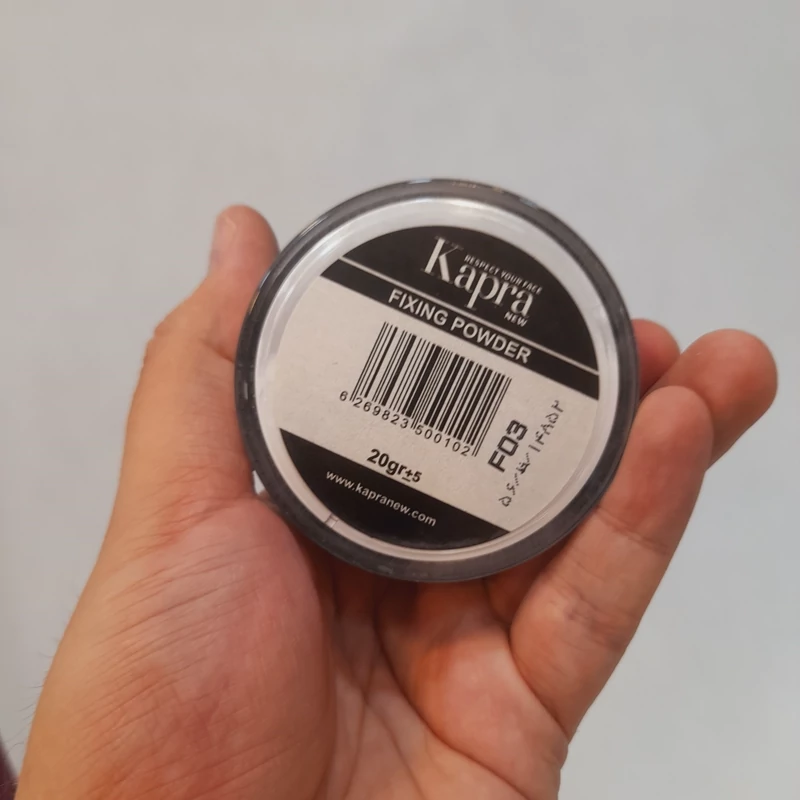 Kapra
RESPECT YOUR FACE
NEW
FIXING POWDER
6 269823 500102
F03
20gr±5
www.kapranew.com